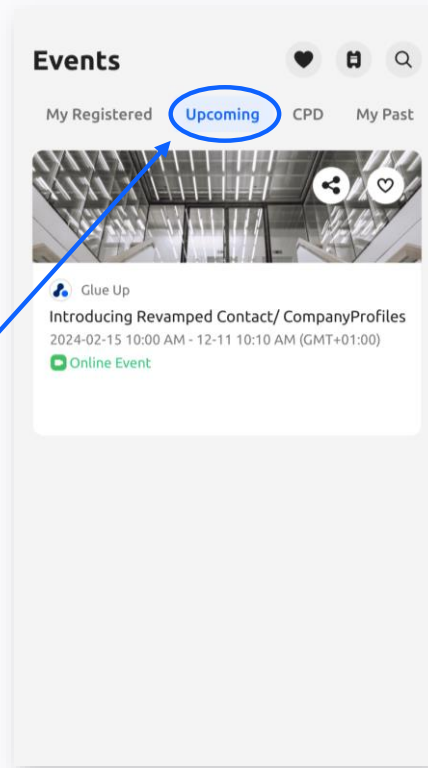 Events
My Registered Upcoming CPD My Past
Glue Up
Introducing Revamped Contact/ CompanyProfiles
2024-02-15 10:00 AM - 12-11 10:10 AM (GMT+01:00)
Online Event